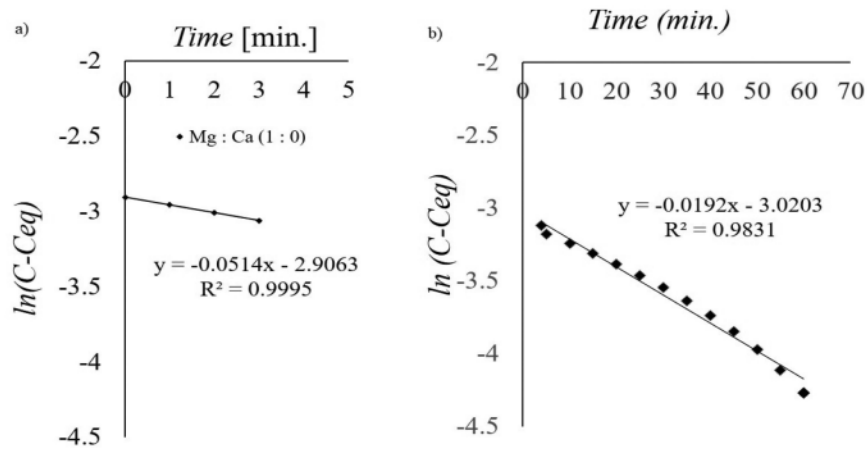 a)
Time [min.]
-2
0 1 2 3 4 5
-2.5
Mg : Ca (1 : 0)
-3
y = -0.0514x - 2.9063
R² = 0.9995
-3.5
-4
-4.5
ln(C-Ceq)
b)
Time (min.)
-2
0 10 20 30 40 50 60 70
-2.5
-3
y = -0.0192x - 3.0203
R² = 0.9831
-3.5
-4
-4.5
ln (C-Ceq)